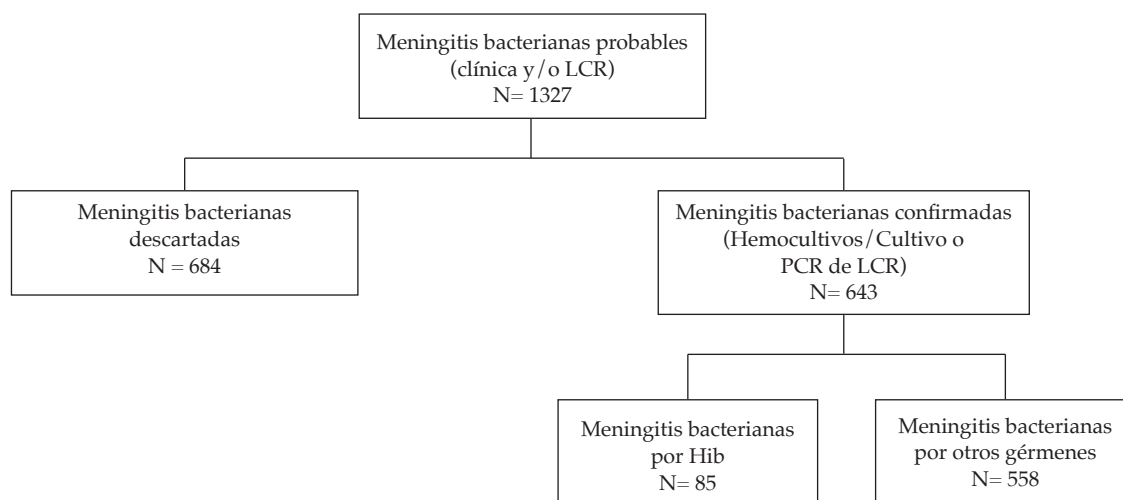 Meningitis bacterianas probables
(clínica y/o LCR)
N= 1327
Meningitis bacterianas
descartadas
N = 684
Meningitis bacterianas confirmadas
(Hemocultivos/Cultivo o
PCR de LCR)
N= 643
Meningitis bacterianas
por Hib
N= 85
Meningitis bacterianas
por otros gérmenes
N= 558